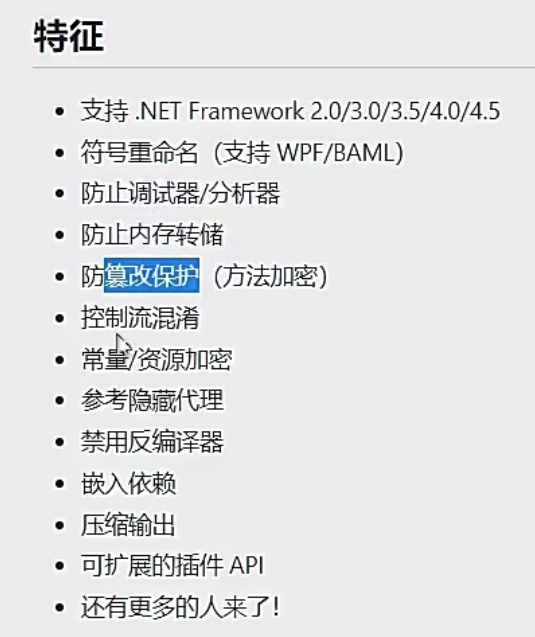 特征
支持 .NET Framework 2.0/3.0/3.5/4.0/4.5
符号重命名（支持 WPF/BAML）
防止调试器/分析器
防止内存转储
防篡改保护（方法加密）
控制流混淆
常量/资源加密
参考隐藏代理
禁用反编译器
嵌入依赖
压缩输出
可扩展的插件 API
还有更多的人来了！